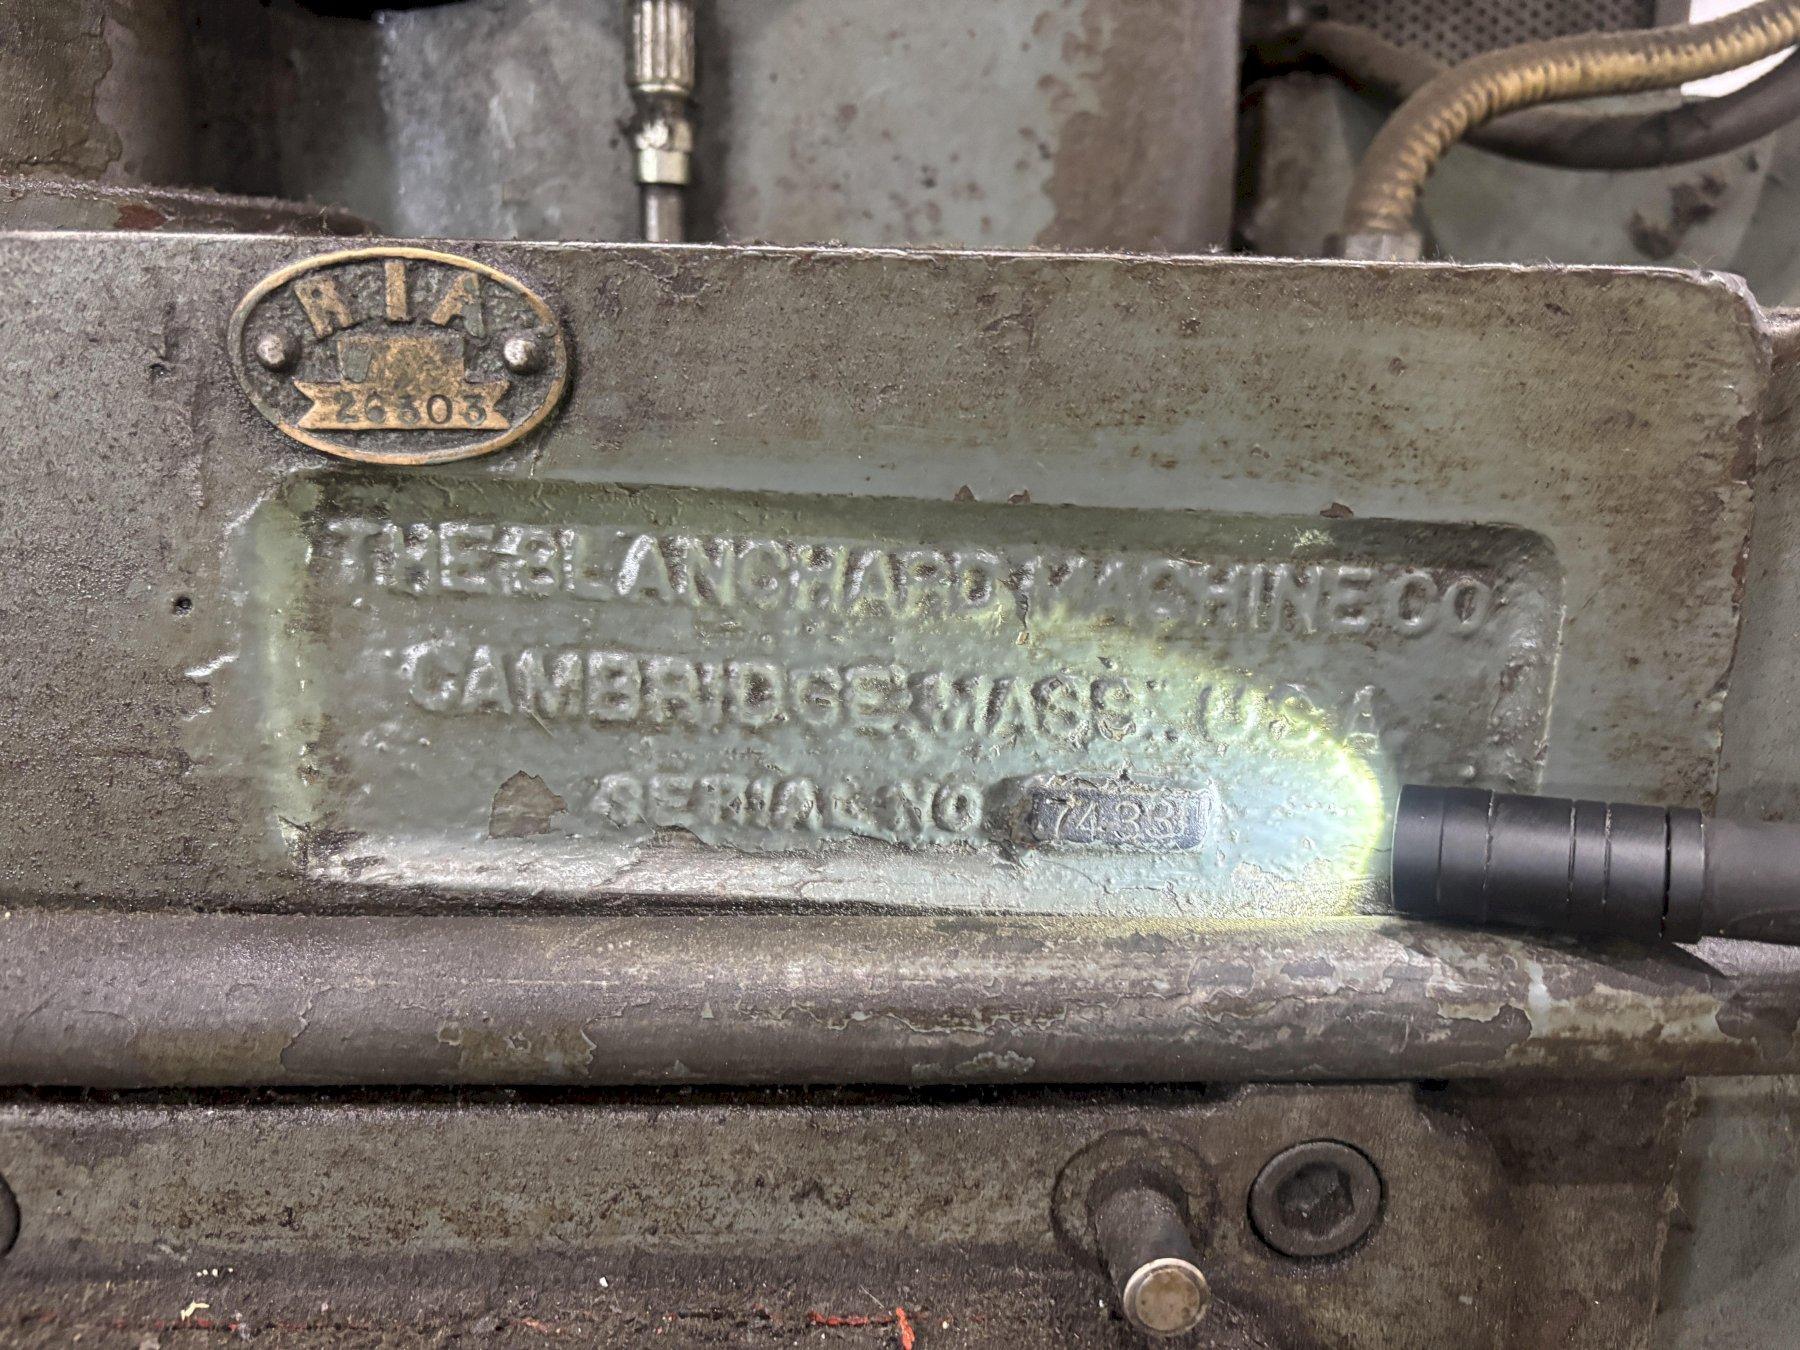 RIA
26303
THE BLANCHARD MACHINE CO
CAMBRIDGE MASS. U.S.A
SERIAL NO 7433